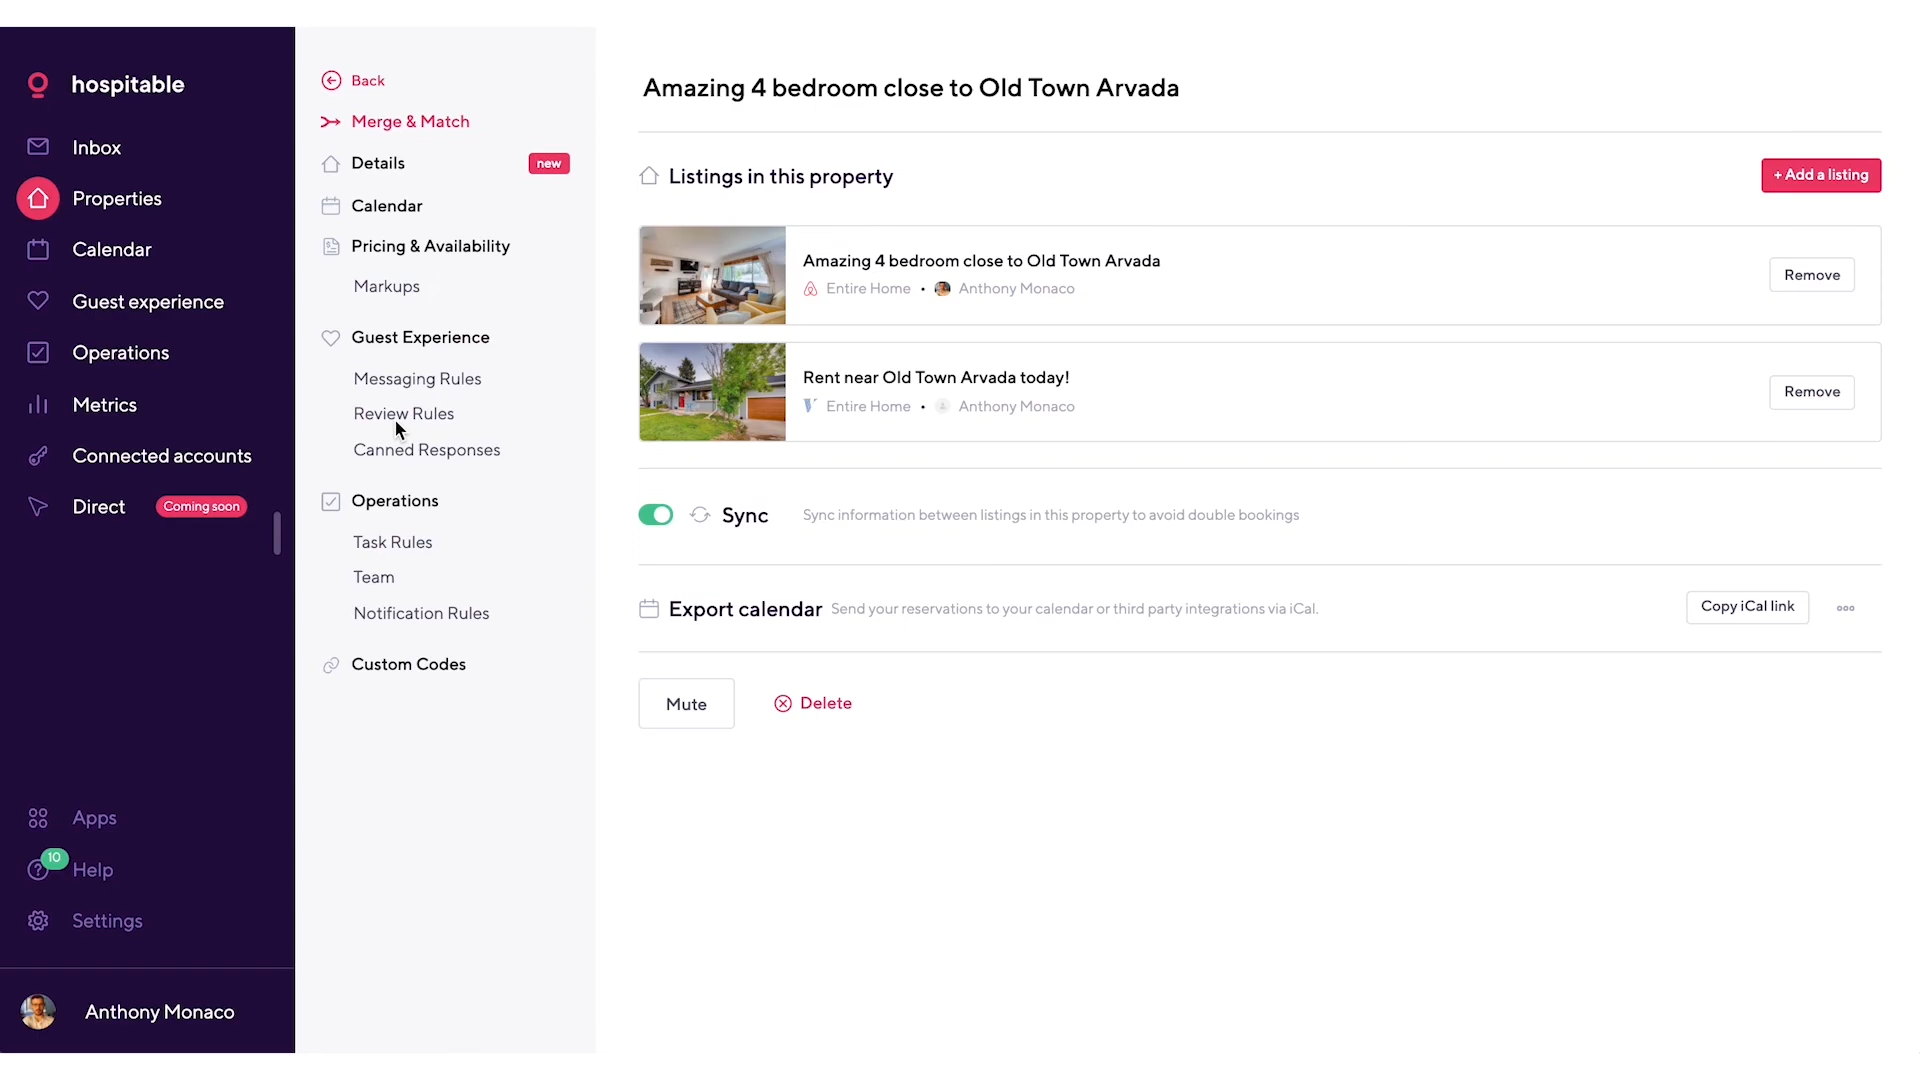 hospitable
Inbox
Properties
Calendar
Guest experience
Operations
Metrics
Connected accounts
Direct Coming soon
Apps
10
Help
Settings
Anthony Monaco
Back
Merge & Match
Details new
Calendar
Pricing & Availability
Markups
Guest Experience
Messaging Rules
Review Rules
Canned Responses
Operations
Task Rules
Team
Notification Rules
Custom Codes
Amazing 4 bedroom close to Old Town Arvada
Listings in this property
+ Add a listing
Amazing 4 bedroom close to Old Town Arvada
Entire Home • Anthony Monaco
Remove
Rent near Old Town Arvada today!
Entire Home • Anthony Monaco
Remove
Sync Sync information between listings in this property to avoid double bookings
Export calendar Send your reservations to your calendar or third party integrations via iCal.
Copy iCal link
Mute
Delete